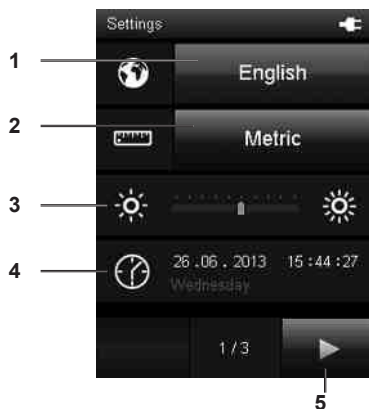 Settings
1
English
2
Metric
3
4
26 . 06 . 2013 15 : 44 : 27
Wednesday
1 / 3
5